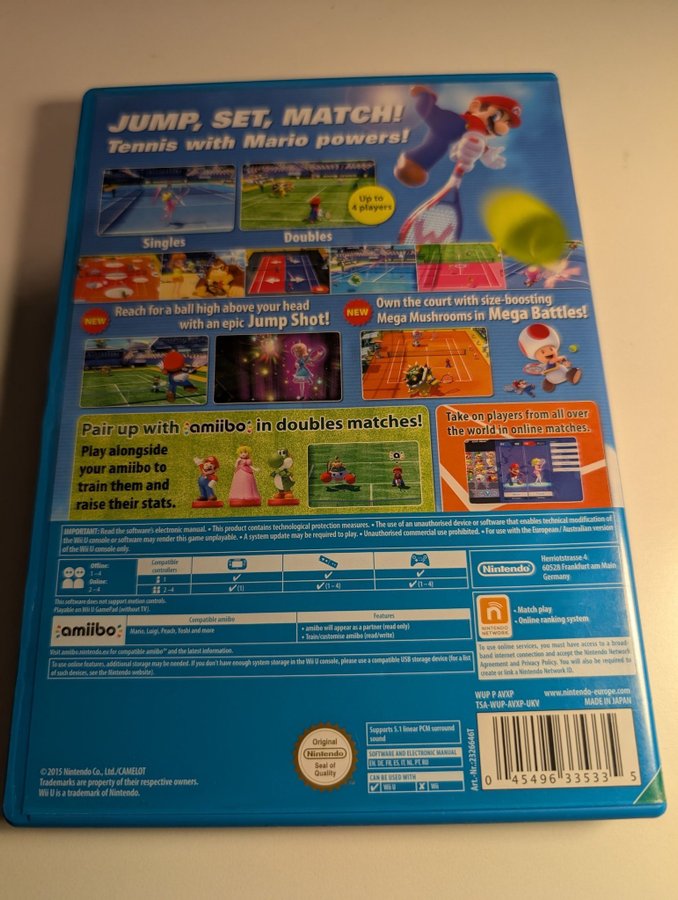 JUMP, SET, MATCH!
Tennis with Mario powers!
Up to
4 players
Singles
Doubles
NEW
Reach for a ball high above your head
with an epic Jump Shot!
NEW
Own the court with size-boosting
Mega Mushrooms in Mega Battles!
Pair up with amiibo in doubles matches!
Play alongside
your amiibo to
train them and
raise their stats.
Take on players from all over
the world in online matches.
IMPORTANT: Read the software's electronic manual. • This product contains technological protection measures. • The use of an unauthorised device or software that enables technical modification of
the Wii U console or software may render this game unplayable. • A system update may be required to play. • Unauthorised commercial use prohibited. • For use with the European / Australian version
of the Wii U console only.
Offline:
1–4
Online:
2–4
Compatible
controllers
1
✓
2–4
✓(1)
✓(1–4)
✓(1–4)
This software does not support motion controls.
Playable on Wii U GamePad (without TV).
Nintendo
Herriotstrasse 4
60528 Frankfurt am Main
Germany
amiibo
Compatible amiibo
Features
Mario, Luigi, Peach, Yoshi and more
• amiibo will appear as a partner (read only)
• Train/customise amiibo (read/write)
Visit amiibo.nintendo.eu for compatible amiibo™ and the latest information.
To use online features, additional storage may be needed. If you don't have enough system storage in the Wii U console, please use a compatible USB storage device (for a list
of such devices, see the Nintendo website).
n
NINTENDO
NETWORK
• Match play
• Online ranking system
To use online services, you must have access to a broad-
band internet connection and accept the Nintendo Network
Agreement and Privacy Policy. You will also be required to
create or link a Nintendo Network ID.
WUP P AVXP
www.nintendo-europe.com
TSA-WUP-AVXP-UKV
MADE IN JAPAN
© 2015 Nintendo Co., Ltd./CAMELOT
Trademarks are property of their respective owners.
Wii U is a trademark of Nintendo.
Original
Nintendo
Seal of
Quality
Supports 5.1 linear PCM surround
sound
SOFTWARE AND ELECTRONIC MANUAL
EN, DE, FR, ES, IT, NL, PT, RU
CAN BE USED WITH
✓ Wii U
✗ Wii
Art.-Nr.:2326646T
0 45496 33533 5